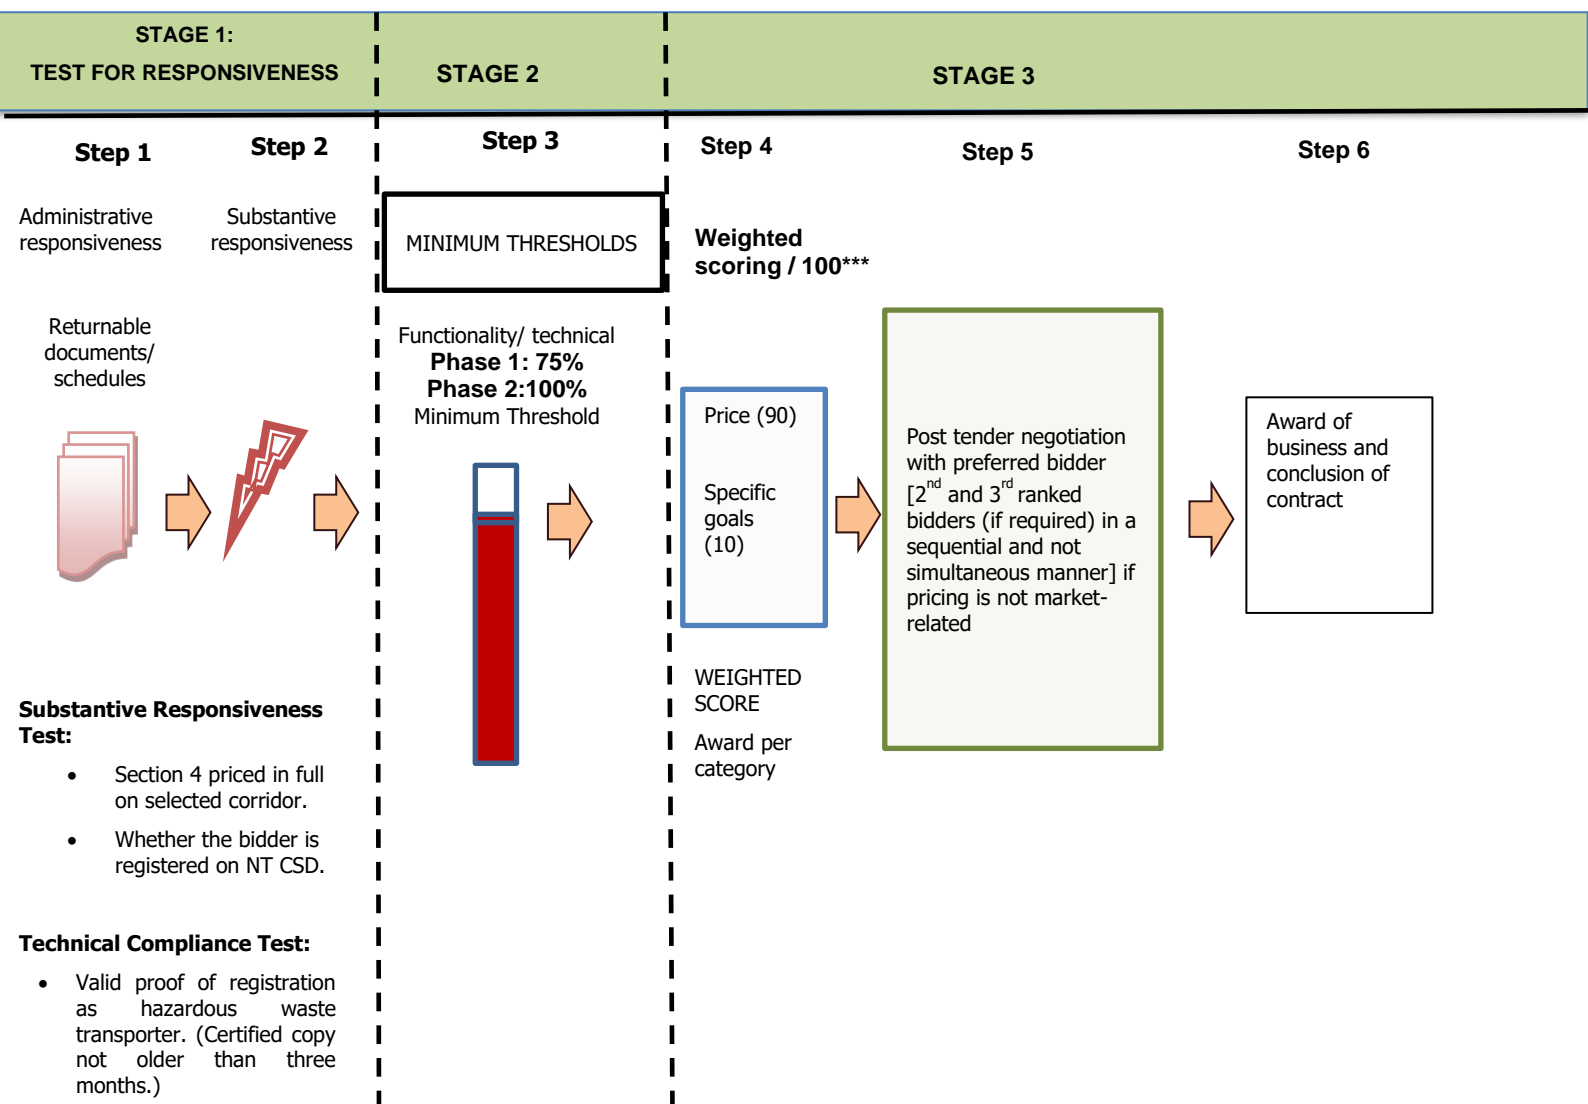 STAGE 1:
TEST FOR RESPONSIVENESS
STAGE 2
STAGE 3
Step 1
Step 2
Step 3
Step 4
Step 5
Step 6
Administrative
responsiveness
Substantive
responsiveness
MINIMUM THRESHOLDS
Weighted
scoring / 100***
Returnable
documents/
schedules
Functionality/ technical
Phase 1: 75%
Phase 2:100%
Minimum Threshold
Price (90)
Specific
goals
(10)
Post tender negotiation
with preferred bidder
[2nd and 3rd ranked
bidders (if required) in a
sequential and not
simultaneous manner] if
pricing is not market-
related
Award of
business and
conclusion of
contract
WEIGHTED
SCORE
Award per
category
Substantive Responsiveness
Test:
• Section 4 priced in full
on selected corridor.
• Whether the bidder is
registered on NT CSD.
Technical Compliance Test:
• Valid proof of registration
as hazardous waste
transporter. (Certified copy
not older than three
months.)